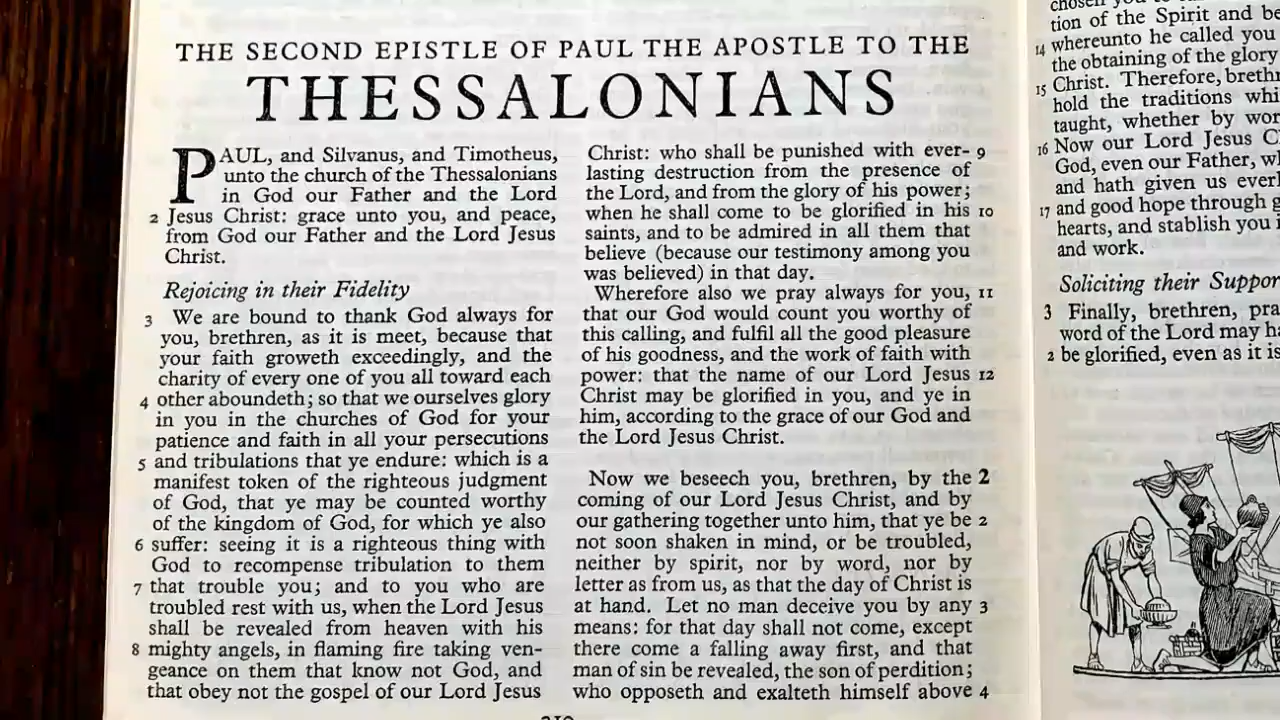 THE SECOND EPISTLE OF PAUL THE APOSTLE TO THE
THESSALONIANS
PAUL, and Silvanus, and Timotheus,
unto the church of the Thessalonians
in God our Father and the Lord
2 Jesus Christ: grace unto you, and peace,
from God our Father and the Lord Jesus
Christ.
Rejoicing in their Fidelity
3 We are bound to thank God always for
you, brethren, as it is meet, because that
your faith groweth exceedingly, and the
charity of every one of you all toward each
4 other aboundeth; so that we ourselves glory
in you in the churches of God for your
patience and faith in all your persecutions
5 and tribulations that ye endure: which is a
manifest token of the righteous judgment
of God, that ye may be counted worthy
of the kingdom of God, for which ye also
6 suffer: seeing it is a righteous thing with
God to recompense tribulation to them
7 that trouble you; and to you who are
troubled rest with us, when the Lord Jesus
shall be revealed from heaven with his
8 mighty angels, in flaming fire taking ven-
geance on them that know not God, and
that obey not the gospel of our Lord Jesus
Christ: who shall be punished with ever- 9
lasting destruction from the presence of
the Lord, and from the glory of his power;
when he shall come to be glorified in his 10
saints, and to be admired in all them that
believe (because our testimony among you
was believed) in that day.
Wherefore also we pray always for you, 11
that our God would count you worthy of
this calling, and fulfil all the good pleasure
of his goodness, and the work of faith with
power: that the name of our Lord Jesus 12
Christ may be glorified in you, and ye in
him, according to the grace of our God and
the Lord Jesus Christ.
Now we beseech you, brethren, by the 2
coming of our Lord Jesus Christ, and by
our gathering together unto him, that ye be 2
not soon shaken in mind, or be troubled,
neither by spirit, nor by word, nor by
letter as from us, as that the day of Christ is
at hand. Let no man deceive you by any 3
means: for that day shall not come, except
there come a falling away first, and that
man of sin be revealed, the son of perdition;
who opposeth and exalteth himself above 4
chosen you
tion of the Spirit and be
14 whereunto he called you
the obtaining of the glory
15 Christ. Therefore, breth
hold the traditions whi
taught, whether by wor
16 Now our Lord Jesus C
God, even our Father, w
and hath given us ever
17 and good hope through g
hearts, and stablish you
and work.
Soliciting their Suppor
3 Finally, brethren, pra
word of the Lord may ha
2 be glorified, even as it is